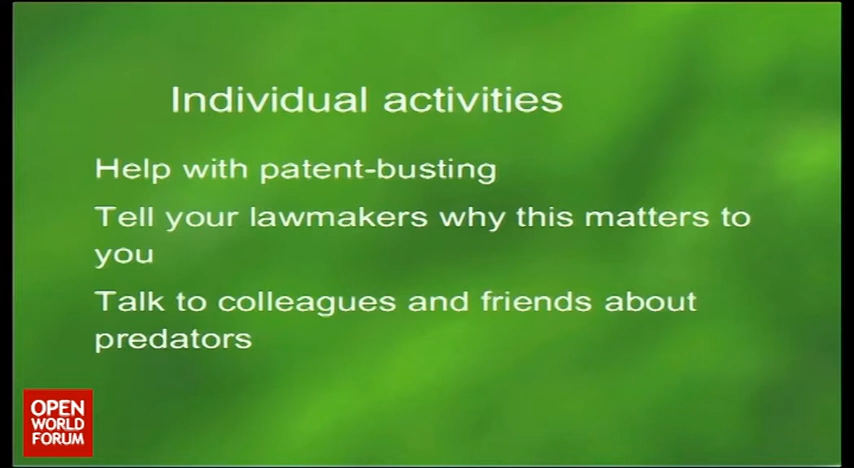 Individual activities
Help with patent-busting
Tell your lawmakers why this matters to
you
Talk to colleagues and friends about
predators
OPEN
WORLD
FORUM